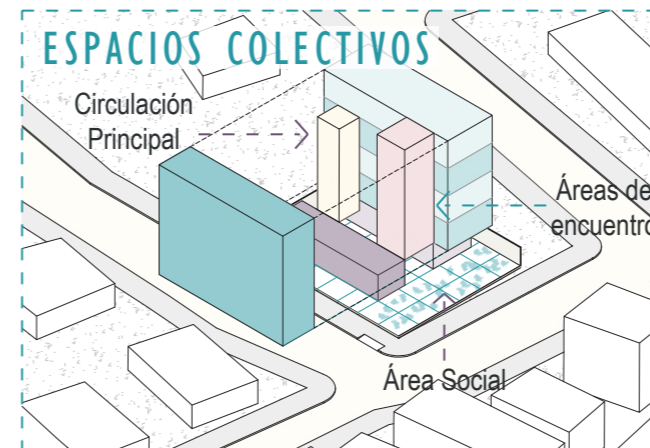 ESPACIOS COLECTIVOS
Circulación
Principal
Áreas de
encuentro
Área Social